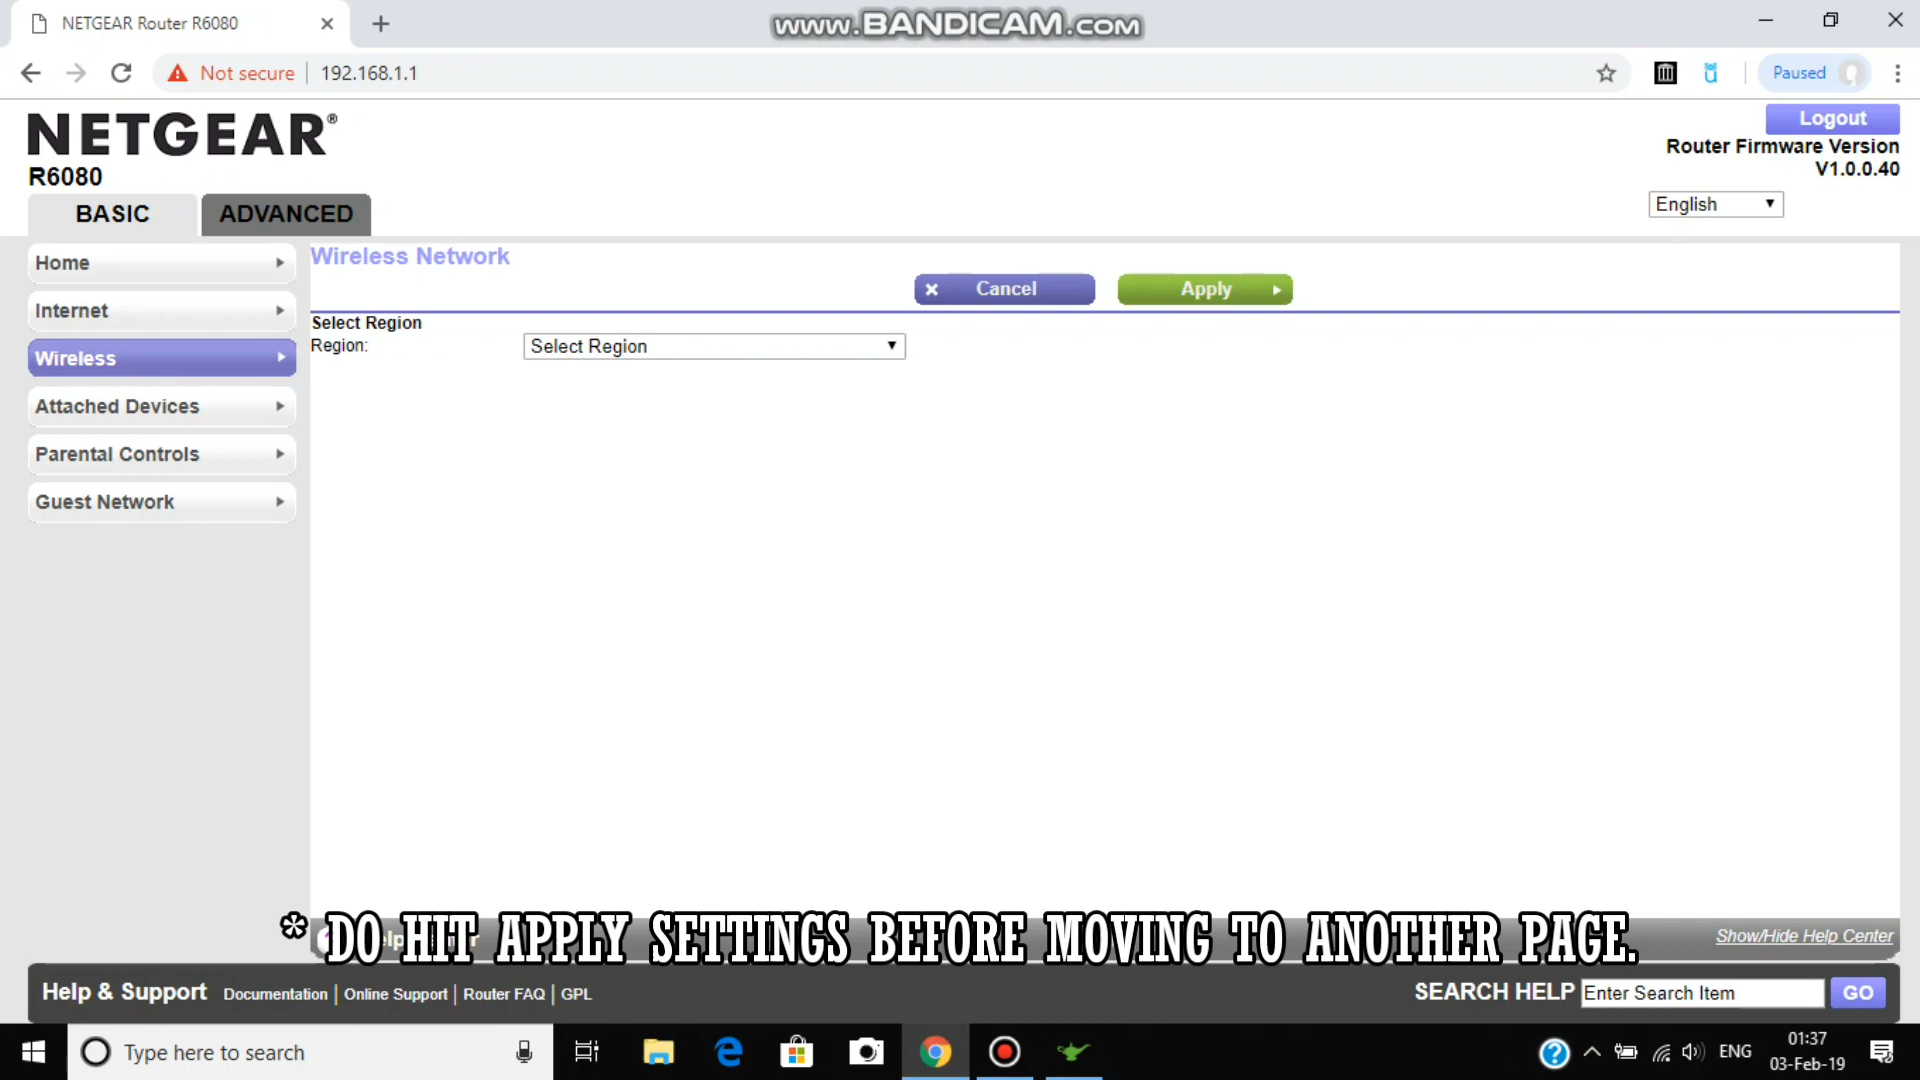 NETGEAR Router R6080
www.BANDICAM.com
Not secure
192.168.1.1
Paused
NETGEAR®
R6080
Logout
Router Firmware Version
V1.0.0.40
English
BASIC
ADVANCED
Home
Internet
Wireless
Attached Devices
Parental Controls
Guest Network
Wireless Network
Cancel
Apply
Select Region
Region:
Select Region
* DO HIT APPLY SETTINGS BEFORE MOVING TO ANOTHER PAGE.
Show/Hide Help Center
Help & Support
Documentation | Online Support | Router FAQ | GPL
SEARCH HELP
Enter Search Item
GO
Type here to search
ENG
01:37
03-Feb-19